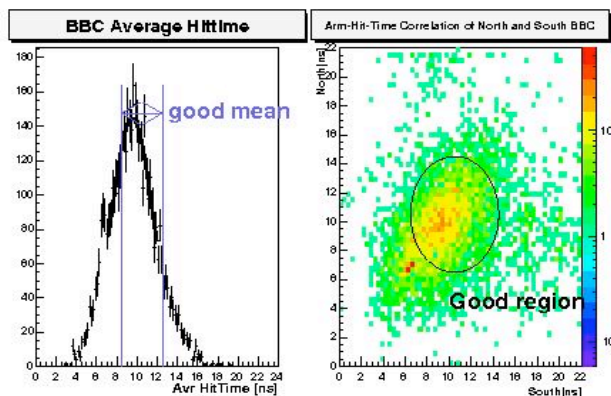 BBC Average Hittime
180
160
140
120
100
80
60
40
20
0
good mean
0 2 4 6 8 10 12 14 16 18 20 22 24
Avr HitTime [ns]
Arm-Hit-Time Correlation of North and South BBC
North[ns]
22
20
18
16
14
12
10
8
6
4
2
0
Good region
0 2 4 6 8 10 12 14 16 18 20 22
South[ns]
10
1
10